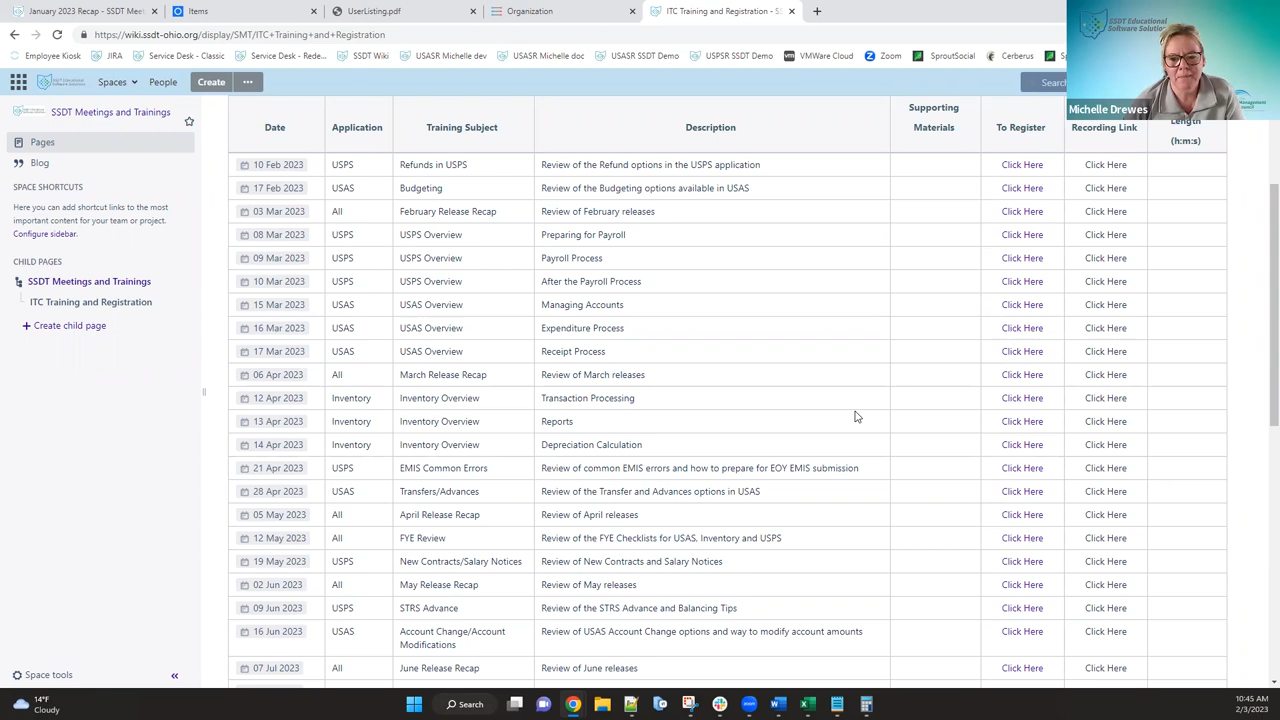 January 2023 Recap - SSDT Meet
Items
UserListing.pdf
Organization
ITC Training and Registration - SS
https://wiki.ssdt-ohio.org/display/SMT/ITC+Training+and+Registration
Employee Kiosk JIRA Service Desk - Classic Service Desk - Rede... SSDT Wiki USASR Michelle dev USASR Michelle doc USASR SSDT Demo USPSR SSDT Demo VMWare Cloud Zoom SproutSocial Cerberus
SSDT Educational
Software Solutions
Michelle Drewes
Spaces People Create ... Search
SSDT Meetings and Trainings
Pages
Blog
SPACE SHORTCUTS
Here you can add shortcut links to the most
important content for your team or project.
Configure sidebar.
CHILD PAGES
SSDT Meetings and Trainings
ITC Training and Registration
+ Create child page
Space tools
Date Application Training Subject Description Supporting Materials To Register Recording Link Length (h:m:s)
10 Feb 2023 USPS Refunds in USPS Review of the Refund options in the USPS application Click Here Click Here
17 Feb 2023 USAS Budgeting Review of the Budgeting options available in USAS Click Here Click Here
03 Mar 2023 All February Release Recap Review of February releases Click Here Click Here
08 Mar 2023 USPS USPS Overview Preparing for Payroll Click Here Click Here
09 Mar 2023 USPS USPS Overview Payroll Process Click Here Click Here
10 Mar 2023 USPS USPS Overview After the Payroll Process Click Here Click Here
15 Mar 2023 USAS USAS Overview Managing Accounts Click Here Click Here
16 Mar 2023 USAS USAS Overview Expenditure Process Click Here Click Here
17 Mar 2023 USAS USAS Overview Receipt Process Click Here Click Here
06 Apr 2023 All March Release Recap Review of March releases Click Here Click Here
12 Apr 2023 Inventory Inventory Overview Transaction Processing Click Here Click Here
13 Apr 2023 Inventory Inventory Overview Reports Click Here Click Here
14 Apr 2023 Inventory Inventory Overview Depreciation Calculation Click Here Click Here
21 Apr 2023 USPS EMIS Common Errors Review of common EMIS errors and how to prepare for EOY EMIS submission Click Here Click Here
28 Apr 2023 USAS Transfers/Advances Review of the Transfer and Advances options in USAS Click Here Click Here
05 May 2023 All April Release Recap Review of April releases Click Here Click Here
12 May 2023 All FYE Review Review of the FYE Checklists for USAS, Inventory and USPS Click Here Click Here
19 May 2023 USPS New Contracts/Salary Notices Review of New Contracts and Salary Notices Click Here Click Here
02 Jun 2023 All May Release Recap Review of May releases Click Here Click Here
09 Jun 2023 USPS STRS Advance Review of the STRS Advance and Balancing Tips Click Here Click Here
16 Jun 2023 USAS Account Change/Account Modifications Review of USAS Account Change options and way to modify account amounts Click Here Click Here
07 Jul 2023 All June Release Recap Review of June releases Click Here Click Here
14°F
Cloudy
Search
10:45 AM
2/3/2023